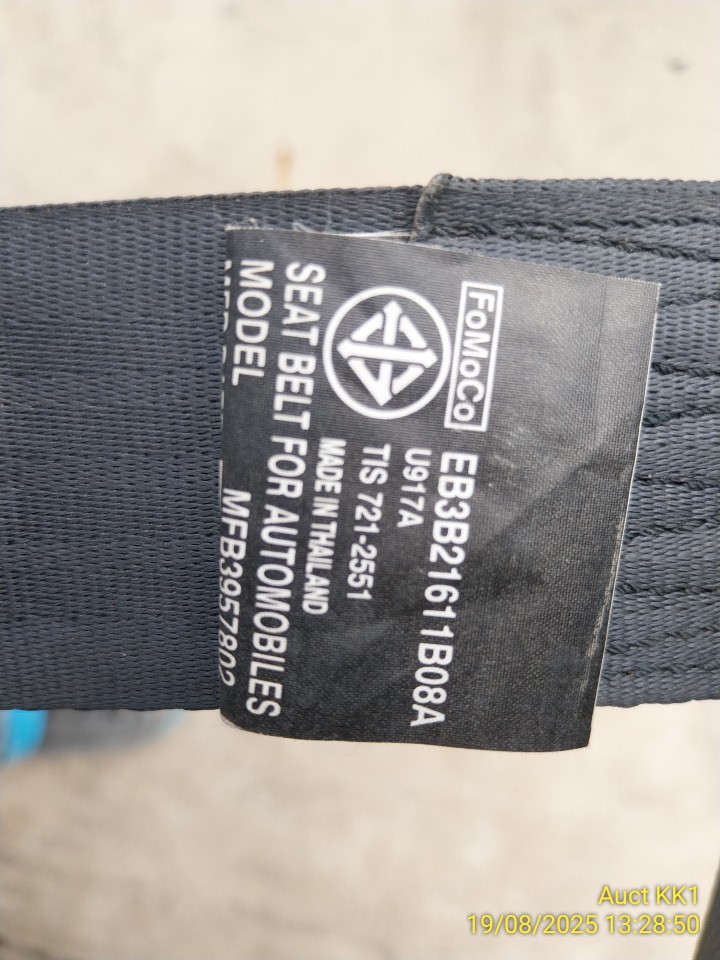 FoMoCo
EB3B21611B08A
U917A
TIS 721-2551
MADE IN THAILAND
SEAT BELT FOR AUTOMOBILES
MODEL MFB3957802
Auct KK1
19/08/2025 13:28:50